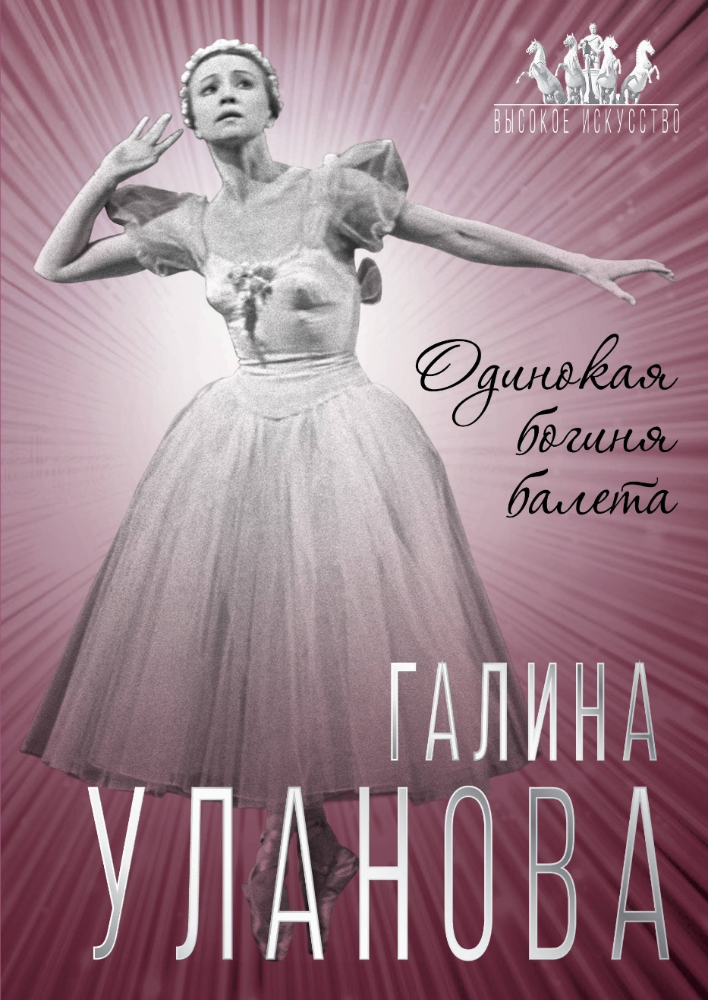 ВЫСОКОЕ ИСКУССТВО
Одинокая
богиня
балета
ГАЛИНА
УЛАНОВА